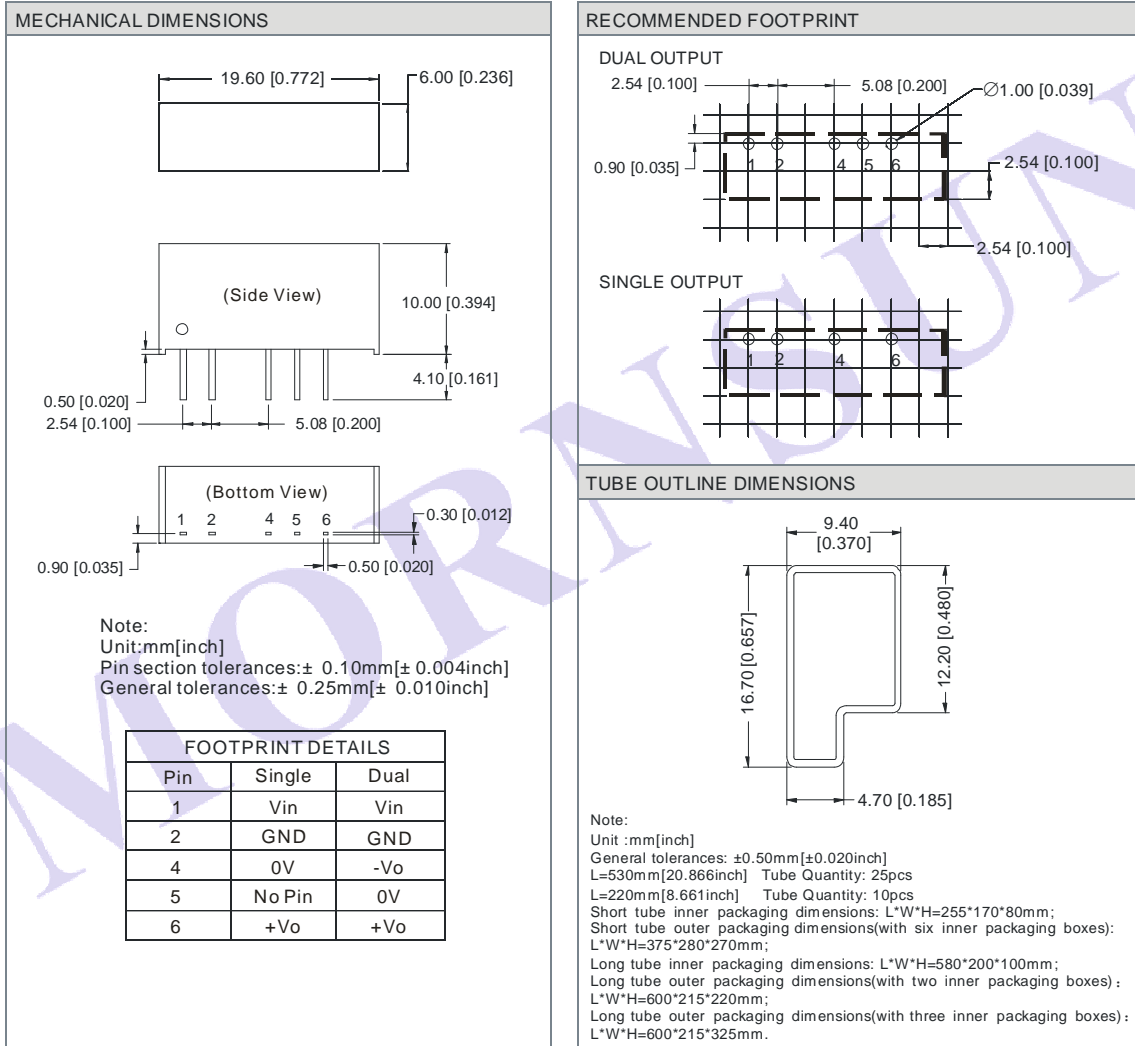 MECHANICAL DIMENSIONS
19.60 [0.772]
6.00 [0.236]
(Side View)
10.00 [0.394]
4.10 [0.161]
0.50 [0.020]
2.54 [0.100]
5.08 [0.200]
(Bottom View)
1 2 4 5 6
0.30 [0.012]
0.90 [0.035]
0.50 [0.020]
Note:
Unit:mm[inch]
Pin section tolerances:± 0.10mm[± 0.004inch]
General tolerances:± 0.25mm[± 0.010inch]
FOOTPRINT DETAILS
Pin Single Dual
1 Vin Vin
2 GND GND
4 0V -Vo
5 No Pin 0V
6 +Vo +Vo
RECOMMENDED FOOTPRINT
DUAL OUTPUT
2.54 [0.100]
5.08 [0.200]
∅1.00 [0.039]
0.90 [0.035]
1 2 4 5 6
2.54 [0.100]
2.54 [0.100]
SINGLE OUTPUT
1 2 4 6
TUBE OUTLINE DIMENSIONS
9.40
[0.370]
16.70 [0.657]
12.20 [0.480]
4.70 [0.185]
Note:
Unit :mm[inch]
General tolerances: ±0.50mm[±0.020inch]
L=530mm[20.866inch] Tube Quantity: 25pcs
L=220mm[8.661inch] Tube Quantity: 10pcs
Short tube inner packaging dimensions: L*W*H=255*170*80mm;
Short tube outer packaging dimensions(with six inner packaging boxes):
L*W*H=375*280*270mm;
Long tube inner packaging dimensions: L*W*H=580*200*100mm;
Long tube outer packaging dimensions(with two inner packaging boxes)：
L*W*H=600*215*220mm;
Long tube outer packaging dimensions(with three inner packaging boxes)：
L*W*H=600*215*325mm.
MORNSUN